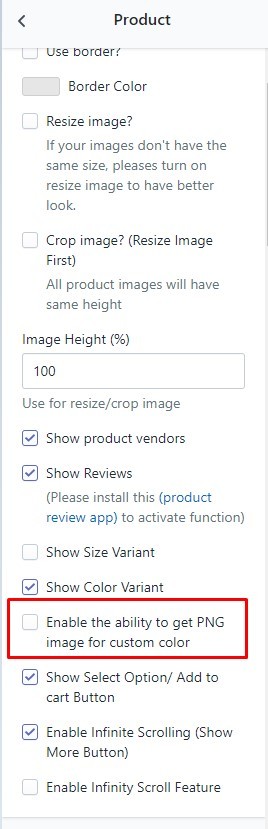 Product
Use border?
Border Color
Resize image?
If your images don't have the
same size, pleases turn on
resize image to have better
look.
Crop image? (Resize Image
First)
All product images will have
same height
Image Height (%)
100
Use for resize/crop image
Show product vendors
Show Reviews
(Please install this (product
review app) to activate function)
Show Size Variant
Show Color Variant
Enable the ability to get PNG
image for custom color
Show Select Option/ Add to
cart Button
Enable Infinite Scrolling (Show
More Button)
Enable Infinity Scroll Feature